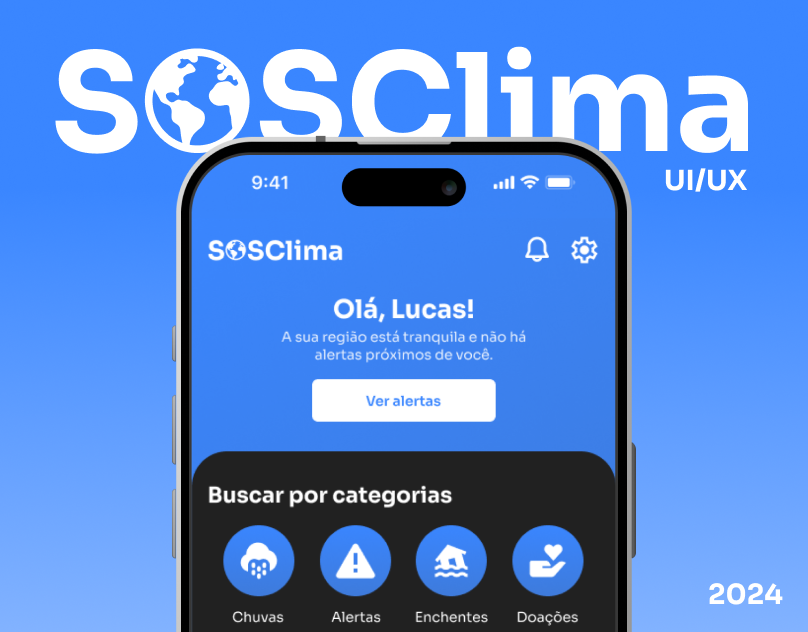 SOSClima
UI/UX
9:41
SOSClima
Olá, Lucas!
A sua região está tranquila e não há
alertas próximos de você.
Ver alertas
Buscar por categorias
Chuvas
Alertas
Enchentes
Doações
2024